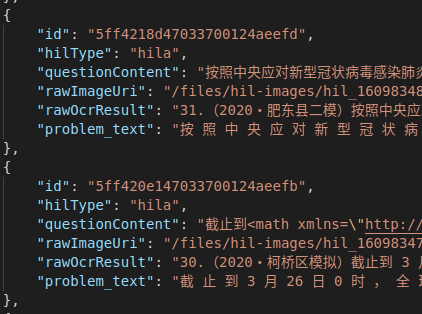 },
{
"id": "5ff4218d47033700124aeefd",
"hilType": "hila",
"questionContent": "按照中央应对新型冠状病毒感染肺炎
"rawImageUri": "/files/hil-images/hil_16098348
"rawOcrResult": "31.（2020•肥东县二模）按照中央应
"problem_text": "按 照 中 央 应 对 新 型 冠 状 病
},
{
"id": "5ff420e147033700124aeefb",
"hilType": "hila",
"questionContent": "截止到<math xmlns=\"http://
"rawImageUri": "/files/hil-images/hil_16098347
"rawOcrResult": "30.（2020•柯桥区模拟）截止到 3 月
"problem_text": "截 止 到 3 月 26 日 0 时 ， 全 球
},